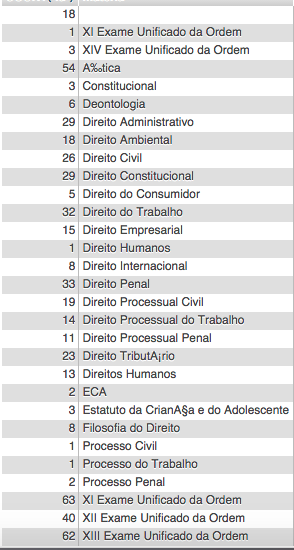 18
1 XI Exame Unificado da Ordem
3 XIV Exame Unificado da Ordem
54 A‰tica
3 Constitucional
6 Deontologia
29 Direito Administrativo
18 Direito Ambiental
26 Direito Civil
29 Direito Constitucional
5 Direito do Consumidor
32 Direito do Trabalho
15 Direito Empresarial
1 Direito Humanos
8 Direito Internacional
33 Direito Penal
19 Direito Processual Civil
14 Direito Processual do Trabalho
11 Direito Processual Penal
23 Direito TributA¡rio
13 Direitos Humanos
2 ECA
3 Estatuto da CrianA§a e do Adolescente
8 Filosofia do Direito
1 Processo Civil
1 Processo do Trabalho
2 Processo Penal
63 XI Exame Unificado da Ordem
40 XII Exame Unificado da Ordem
62 XIII Exame Unificado da Ordem